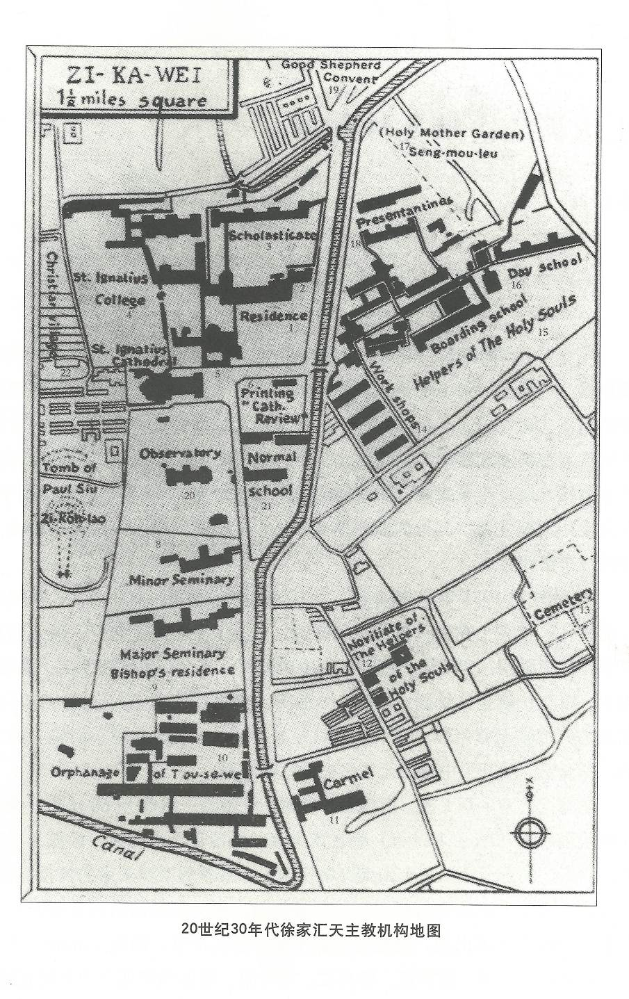 ZI-KA-WEI
1½ miles square
Good Shepherd
Convent
19
(Holy Mother Garden)
17
Seng-mou-ieu
Presentantines
18
Scholasticate
3
St. Ignatius
College
4
2
Residence
1
Day school
16
Boarding school
Helpers of The Holy Souls
15
Christian village
22
St. Ignatius
Cathedral
5
6
Printing
"Cath.
Review"
Work shops
14
Observatory
20
Normal
school
21
Tomb of
Paul Siu
Zi-Koh-lao
7
8
Minor Seminary
Major Seminary
Bishop's residence
9
Cemetery
13
Novitiate of
The Helpers
12
of the
Holy Souls
10
Orphanage of Tou-se-we
Carmel
11
Canal
20世纪30年代徐家汇天主教机构地图